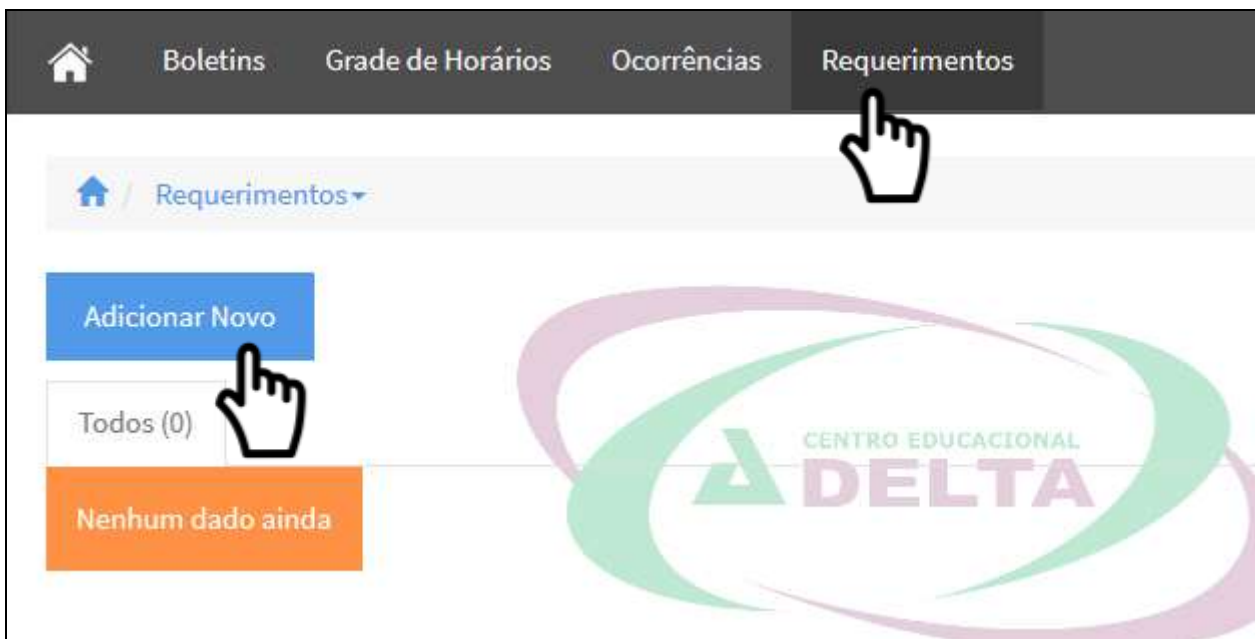 Boletins Grade de Horários Ocorrências Requerimentos
/ Requerimentos
Adicionar Novo
Todos (0)
CENTRO EDUCACIONAL
DELTA
Nenhum dado ainda